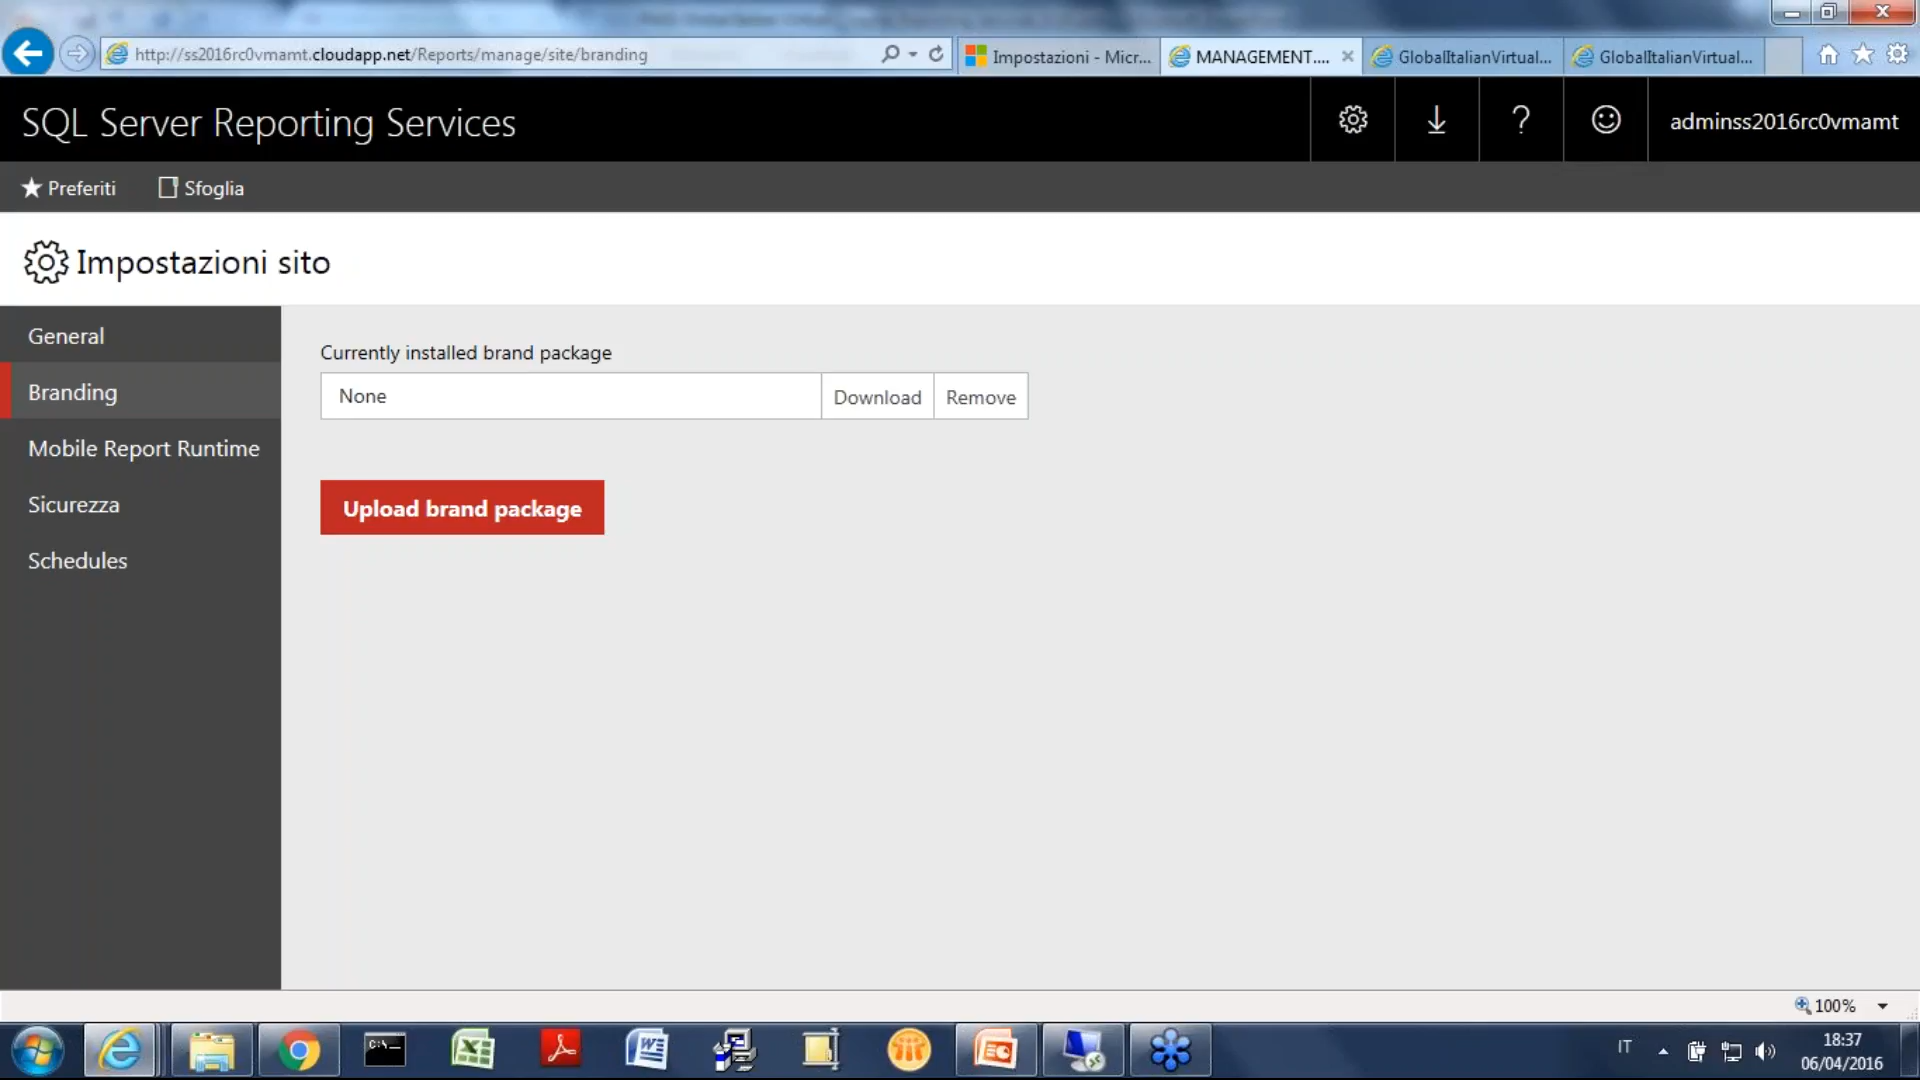 http://ss2016rc0vmamt.cloudapp.net/Reports/manage/site/branding
Impostazioni - Micr...
MANAGEMENT....
GlobalItalianVirtual...
GlobalItalianVirtual...
SQL Server Reporting Services
?
adminss2016rc0vmamt
Preferiti
Sfoglia
Impostazioni sito
General
Branding
Mobile Report Runtime
Sicurezza
Schedules
Currently installed brand package
None
Download
Remove
Upload brand package
100%
IT
18:37
06/04/2016